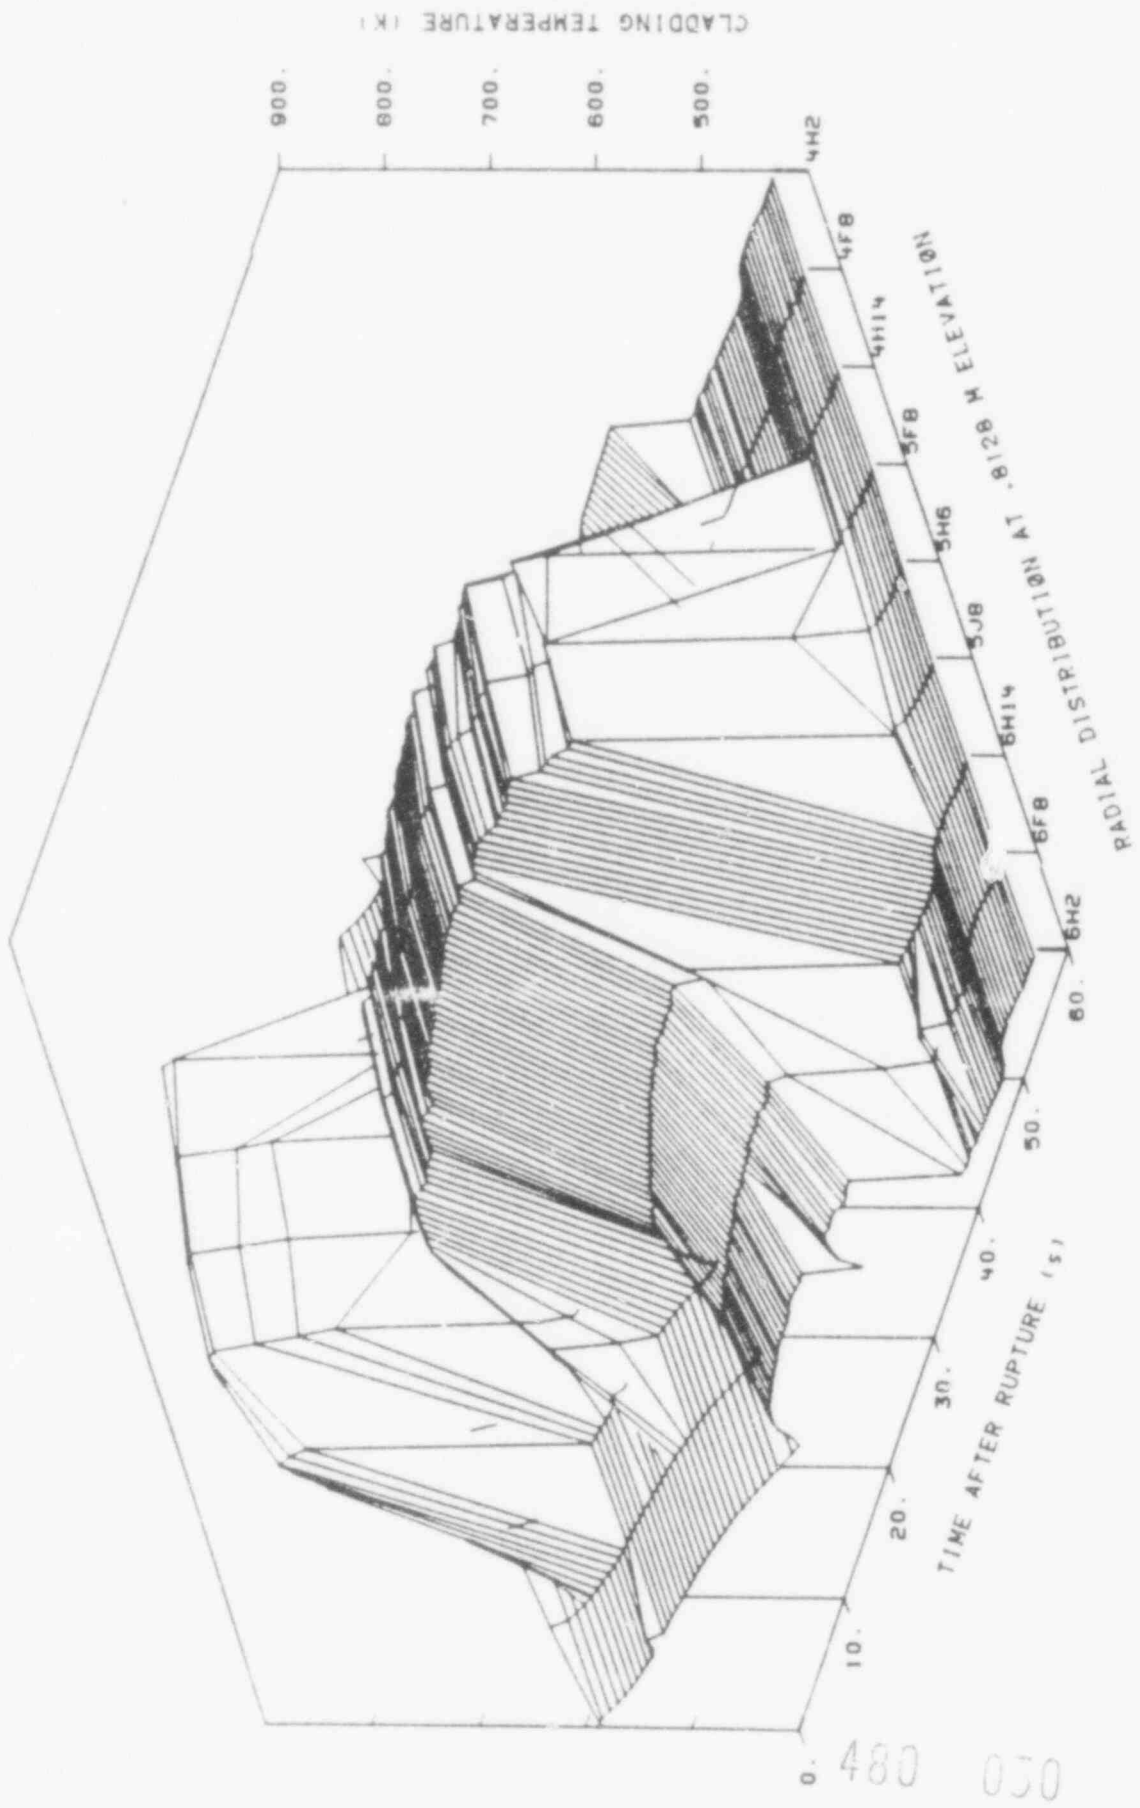 CLADDING TEMPERATURE (K)
900.
800.
700.
600.
500.
4H2
4F8
4H14
5F8
5H6
5J8
6H14
6F8
6H2
RADIAL DISTRIBUTION AT .8128 M ELEVATION
60.
50.
40.
30.
20.
10.
0.
TIME AFTER RUPTURE (s)
480 030